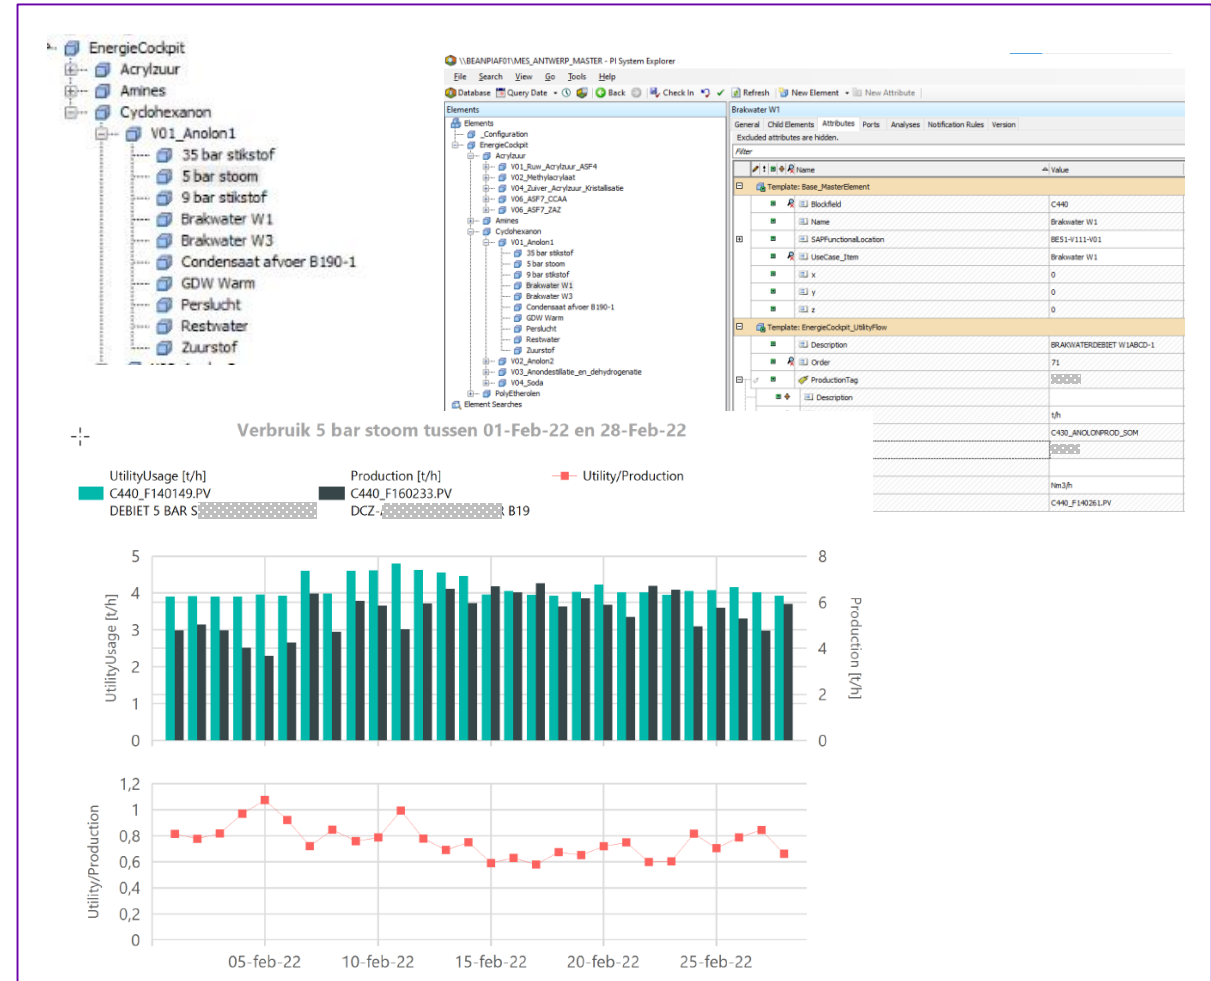 EnergieCockpit
Acrylzuur
Amines
Cyclohexanon
V01_Anolon1
35 bar stikstof
5 bar stoom
9 bar stikstof
Brakwater W1
Brakwater W3
Condensaat afvoer B190-1
GDW Warm
Perslucht
Restwater
Zuurstof
\\BEANPIAF01\MES_ANTWERP_MASTER - PI System Explorer
File Search View Go Tools Help
Database Query Date Back Check In Refresh New Element New Attribute
Elements
Elements
_Configuration
EnergieCockpit
Acrylzuur
V01_Ruw_Acrylzuur_ASF4
V02_Methylacrylaat
V04_Zuiver_Acrylzuur_Kristallisatie
V06_ASF7_CCAA
V06_ASF7_ZAZ
Amines
Cyclohexanon
V01_Anolon1
35 bar stikstof
5 bar stoom
9 bar stikstof
Brakwater W1
Brakwater W3
Condensaat afvoer B190-1
GDW Warm
Perslucht
Restwater
Zuurstof
V02_Anolon2
V03_Anondestillatie_en_dehydrogenatie
V04_Soda
PolyEtherolen
Element Searches
Brakwater W1
General Child Elements Attributes Ports Analyses Notification Rules Version
Excluded attributes are hidden.
Filter
Name Value
Template: Base_MasterElement
Blockfield C440
Name Brakwater W1
SAPFunctionalLocation BE51-V111-V01
UseCase_Item Brakwater W1
x 0
y 0
z 0
Template: EnergieCockpit_UtilityFlow
Description BRAKWATERDEBIET W1ABCD-1
Order 71
ProductionTag
Description
t/h
C430_ANOLONPROD_SOM
Nm3/h
C440_F140261.PV
Verbruik 5 bar stoom tussen 01-Feb-22 en 28-Feb-22
UtilityUsage [t/h] Production [t/h] Utility/Production
C440_F140149.PV C440_F160233.PV
DEBIET 5 BAR S DCZ- R B19
5 8
4 6
3
2 4
1 2
0 0
UtilityUsage [t/h]
Production [t/h]
1,2
1
0,8
0,6
0,4
0,2
0
Utility/Production
05-feb-22 10-feb-22 15-feb-22 20-feb-22 25-feb-22